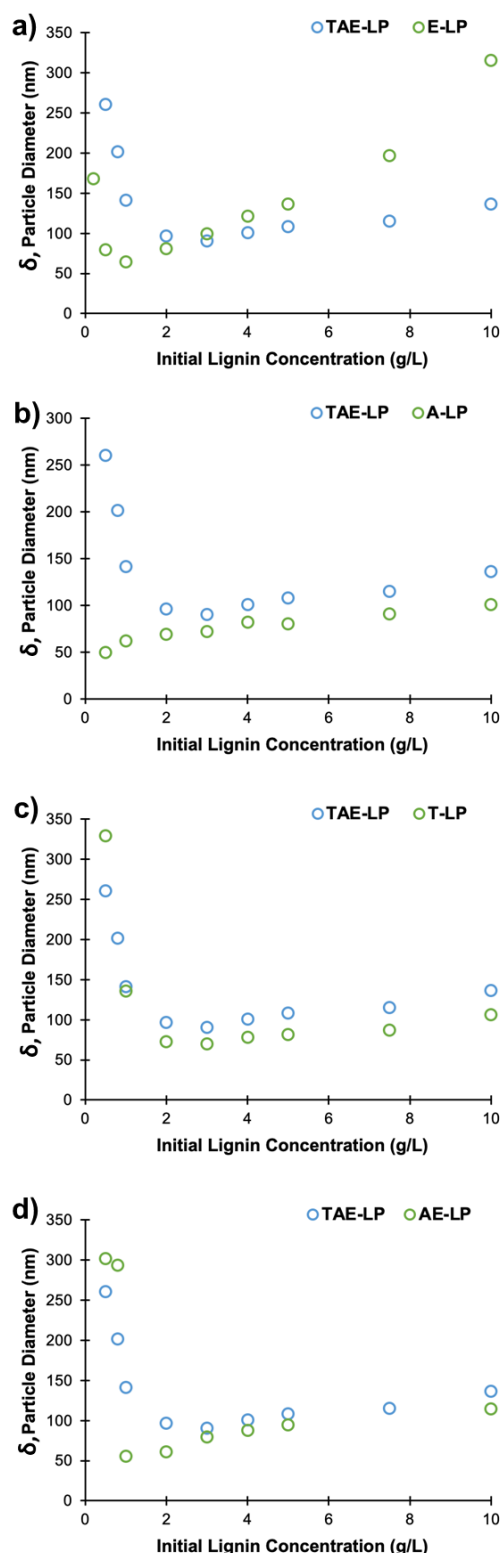 a)
TAE-LP E-LP
350
300
250
200
150
100
50
0
0 2 4 6 8 10
δ, Particle Diameter (nm)
Initial Lignin Concentration (g/L)
b)
TAE-LP A-LP
300
250
200
150
100
50
0
0 2 4 6 8 10
δ, Particle Diameter (nm)
Initial Lignin Concentration (g/L)
c)
TAE-LP T-LP
350
300
250
200
150
100
50
0
0 2 4 6 8 10
δ, Particle Diameter (nm)
Initial Lignin Concentration (g/L)
d)
TAE-LP AE-LP
350
300
250
200
150
100
50
0
0 2 4 6 8 10
δ, Particle Diameter (nm)
Initial Lignin Concentration (g/L)